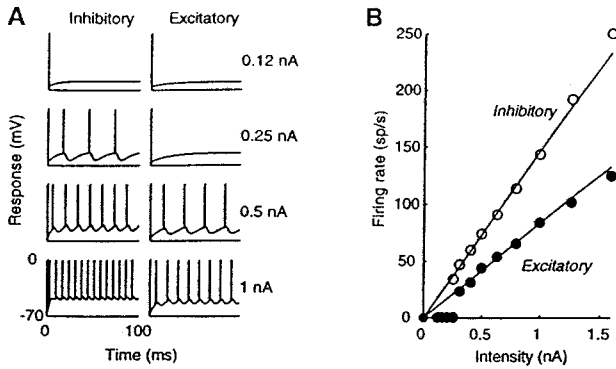 A
Inhibitory Excitatory
0.12 nA
0.25 nA
0.5 nA
1 nA
Response (mV)
0
-70
0 100
Time (ms)
B
250
200
150
100
50
0
Firing rate (sp/s)
Inhibitory
Excitatory
0 0.5 1 1.5
Intensity (nA)